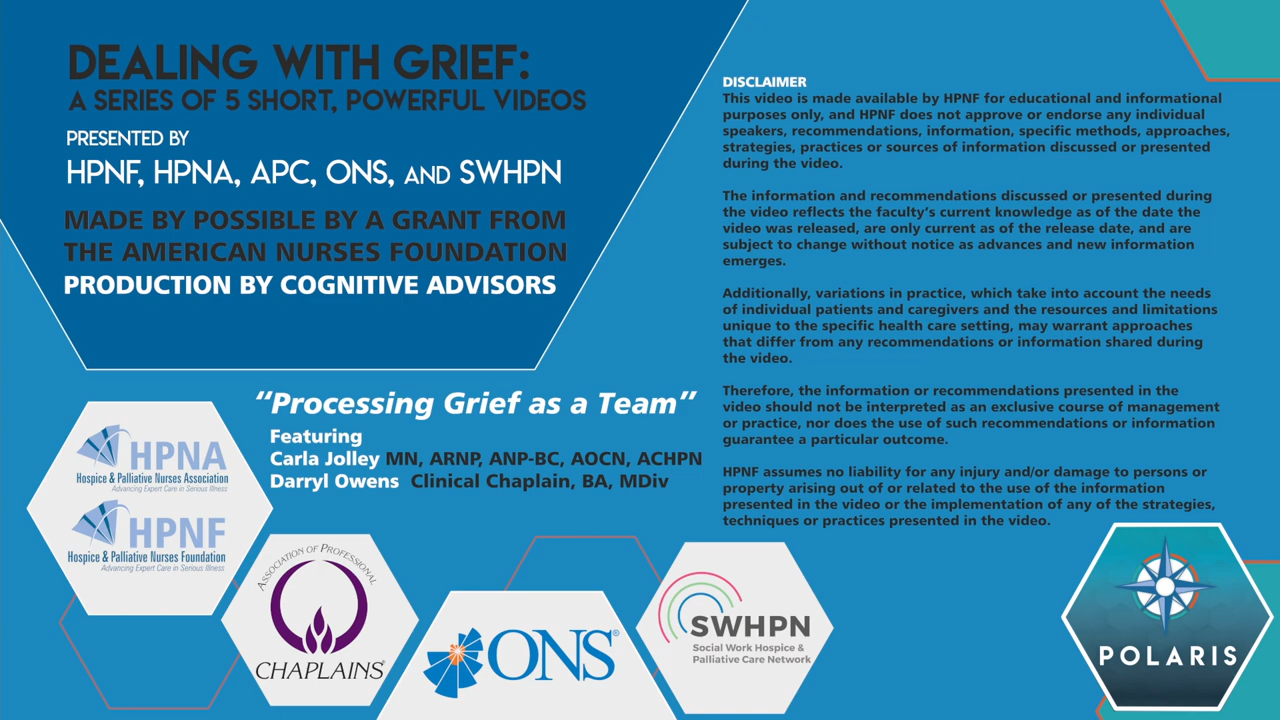 DEALING WITH GRIEF:
A SERIES OF 5 SHORT, POWERFUL VIDEOS
PRESENTED BY
HPNF, HPNA, APC, ONS, AND SWHPN
MADE BY POSSIBLE BY A GRANT FROM
THE AMERICAN NURSES FOUNDATION
PRODUCTION BY COGNITIVE ADVISORS
"Processing Grief as a Team"
Featuring
Carla Jolley MN, ARNP, ANP-BC, AOCN, ACHPN
Darryl Owens Clinical Chaplain, BA, MDiv
DISCLAIMER
This video is made available by HPNF for educational and informational
purposes only, and HPNF does not approve or endorse any individual
speakers, recommendations, information, specific methods, approaches,
strategies, practices or sources of information discussed or presented
during the video.
The information and recommendations discussed or presented during
the video reflects the faculty's current knowledge as of the date the
video was released, are only current as of the release date, and are
subject to change without notice as advances and new information
emerges.
Additionally, variations in practice, which take into account the needs
of individual patients and caregivers and the resources and limitations
unique to the specific health care setting, may warrant approaches
that differ from any recommendations or information shared during
the video.
Therefore, the information or recommendations presented in the
video should not be interpreted as an exclusive course of management
or practice, nor does the use of such recommendations or information
guarantee a particular outcome.
HPNF assumes no liability for any injury and/or damage to persons or
property arising out of or related to the use of the information
presented in the video or the implementation of any of the strategies,
techniques or practices presented in the video.
HPNA
Hospice & Palliative Nurses Association
Advancing Expert Care in Serious Illness
HPNF
Hospice & Palliative Nurses Foundation
Advancing Expert Care in Serious Illness
ASSOCIATION OF PROFESSIONAL
CHAPLAINS®
ONS®
SWHPN
Social Work Hospice &
Palliative Care Network
POLARIS